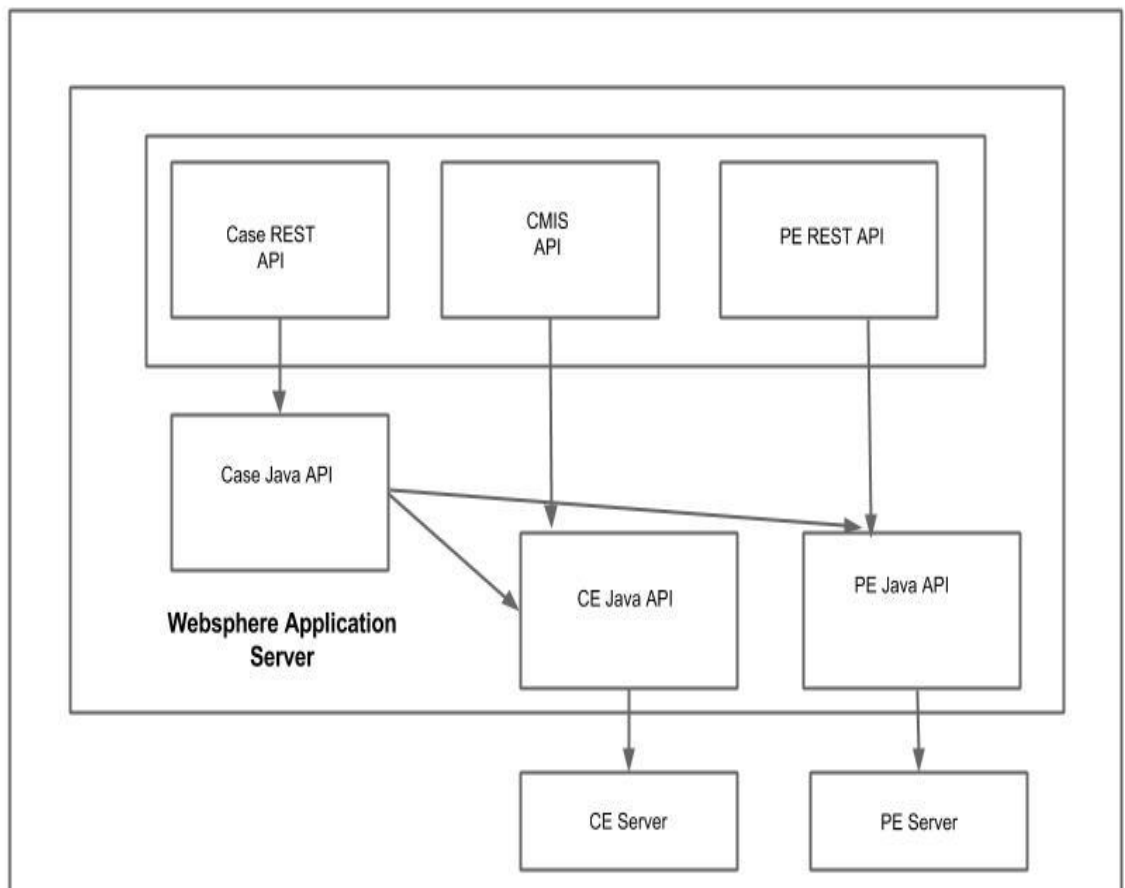 Case REST
API
CMIS
API
PE REST API
Case Java API
CE Java API
PE Java API
Websphere Application
Server
CE Server
PE Server